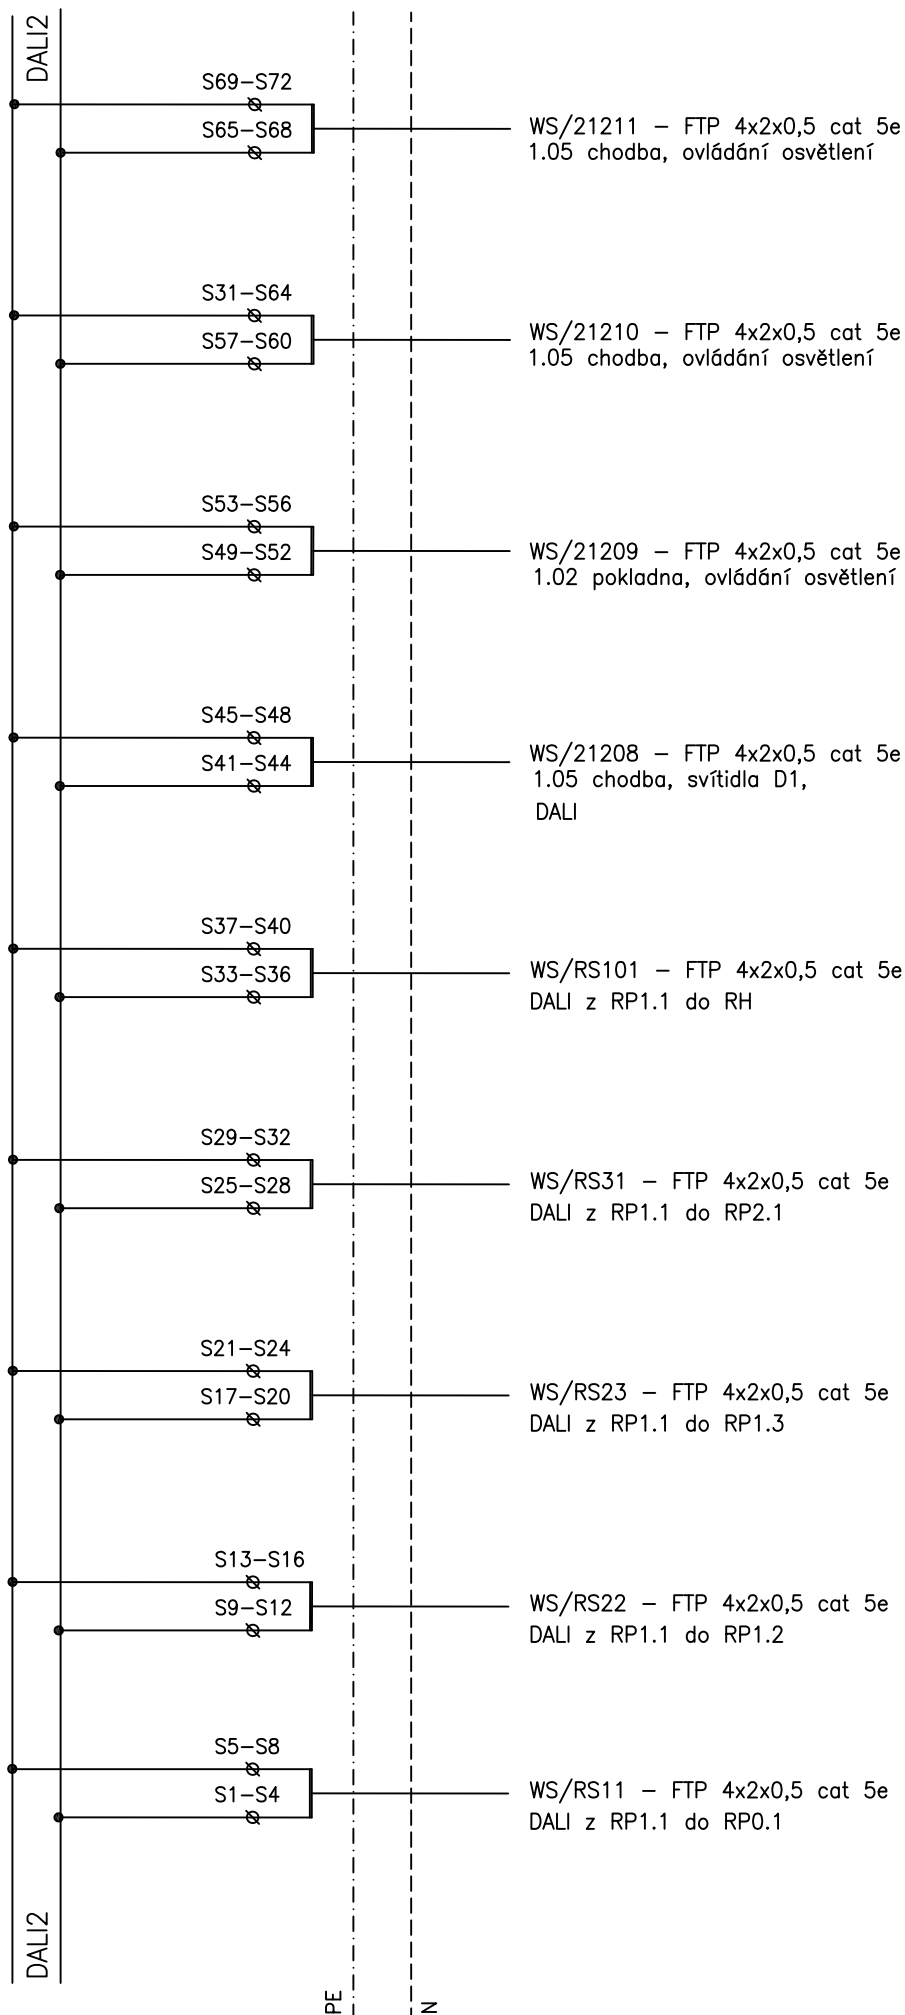 DALI2
S69-S72
S65-S68
WS/21211 - FTP 4x2x0,5 cat 5e
1.05 chodba, ovládání osvětlení
S31-S64
S57-S60
WS/21210 - FTP 4x2x0,5 cat 5e
1.05 chodba, ovládání osvětlení
S53-S56
S49-S52
WS/21209 - FTP 4x2x0,5 cat 5e
1.02 pokladna, ovládání osvětlení
S45-S48
S41-S44
WS/21208 - FTP 4x2x0,5 cat 5e
1.05 chodba, svítidla D1,
DALI
S37-S40
S33-S36
WS/RS101 - FTP 4x2x0,5 cat 5e
DALI z RP1.1 do RH
S29-S32
S25-S28
WS/RS31 - FTP 4x2x0,5 cat 5e
DALI z RP1.1 do RP2.1
S21-S24
S17-S20
WS/RS23 - FTP 4x2x0,5 cat 5e
DALI z RP1.1 do RP1.3
S13-S16
S9-S12
WS/RS22 - FTP 4x2x0,5 cat 5e
DALI z RP1.1 do RP1.2
S5-S8
S1-S4
WS/RS11 - FTP 4x2x0,5 cat 5e
DALI z RP1.1 do RP0.1
DALI2
PE
N